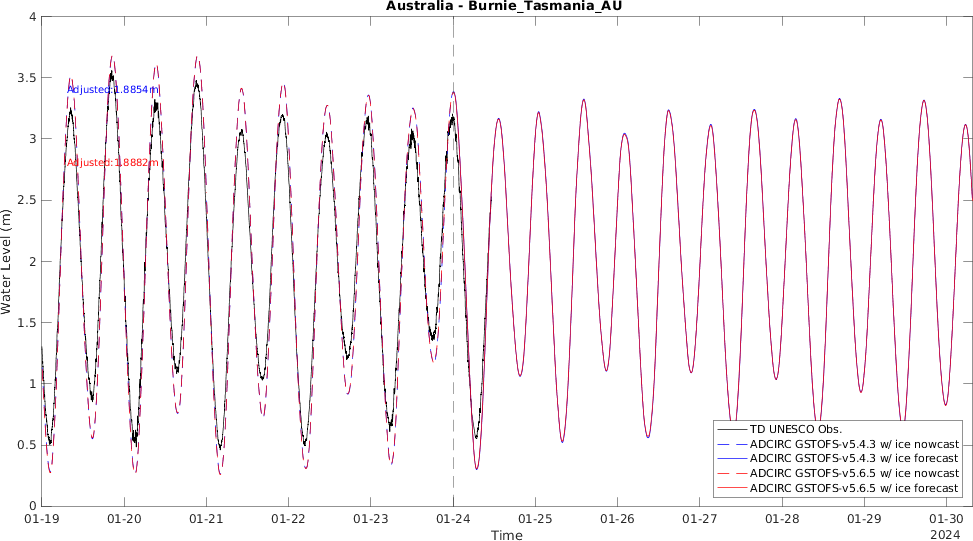 Australia - Burnie_Tasmania_AU
4
3.5
3
2.5
2
1.5
1
0.5
0
Water Level (m)
Adjusted:1.8854m
Adjusted:1.8882m
TD UNESCO Obs.
ADCIRC GSTOFS-v5.4.3 w/ ice nowcast
ADCIRC GSTOFS-v5.4.3 w/ ice forecast
ADCIRC GSTOFS-v5.6.5 w/ ice nowcast
ADCIRC GSTOFS-v5.6.5 w/ ice forecast
01-19 01-20 01-21 01-22 01-23 01-24 01-25 01-26 01-27 01-28 01-29 01-30
Time 2024